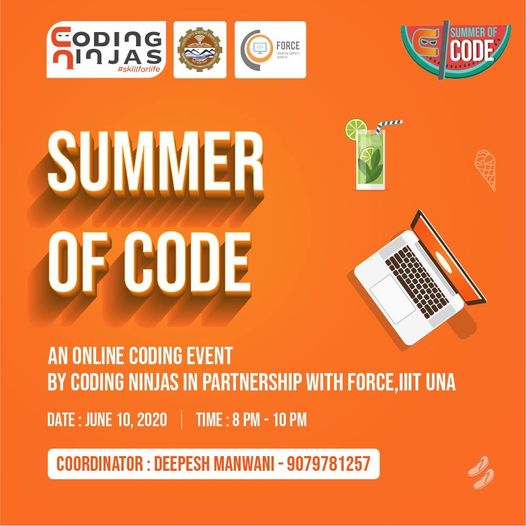 CODING
NINJAS
#skillforlife
FORCE
SUMMER OF
CODE
SUMMER
OF CODE
AN ONLINE CODING EVENT
BY CODING NINJAS IN PARTNERSHIP WITH FORCE,IIIT UNA
DATE : JUNE 10, 2020 | TIME : 8 PM - 10 PM
COORDINATOR : DEEPESH MANWANI - 9079781257